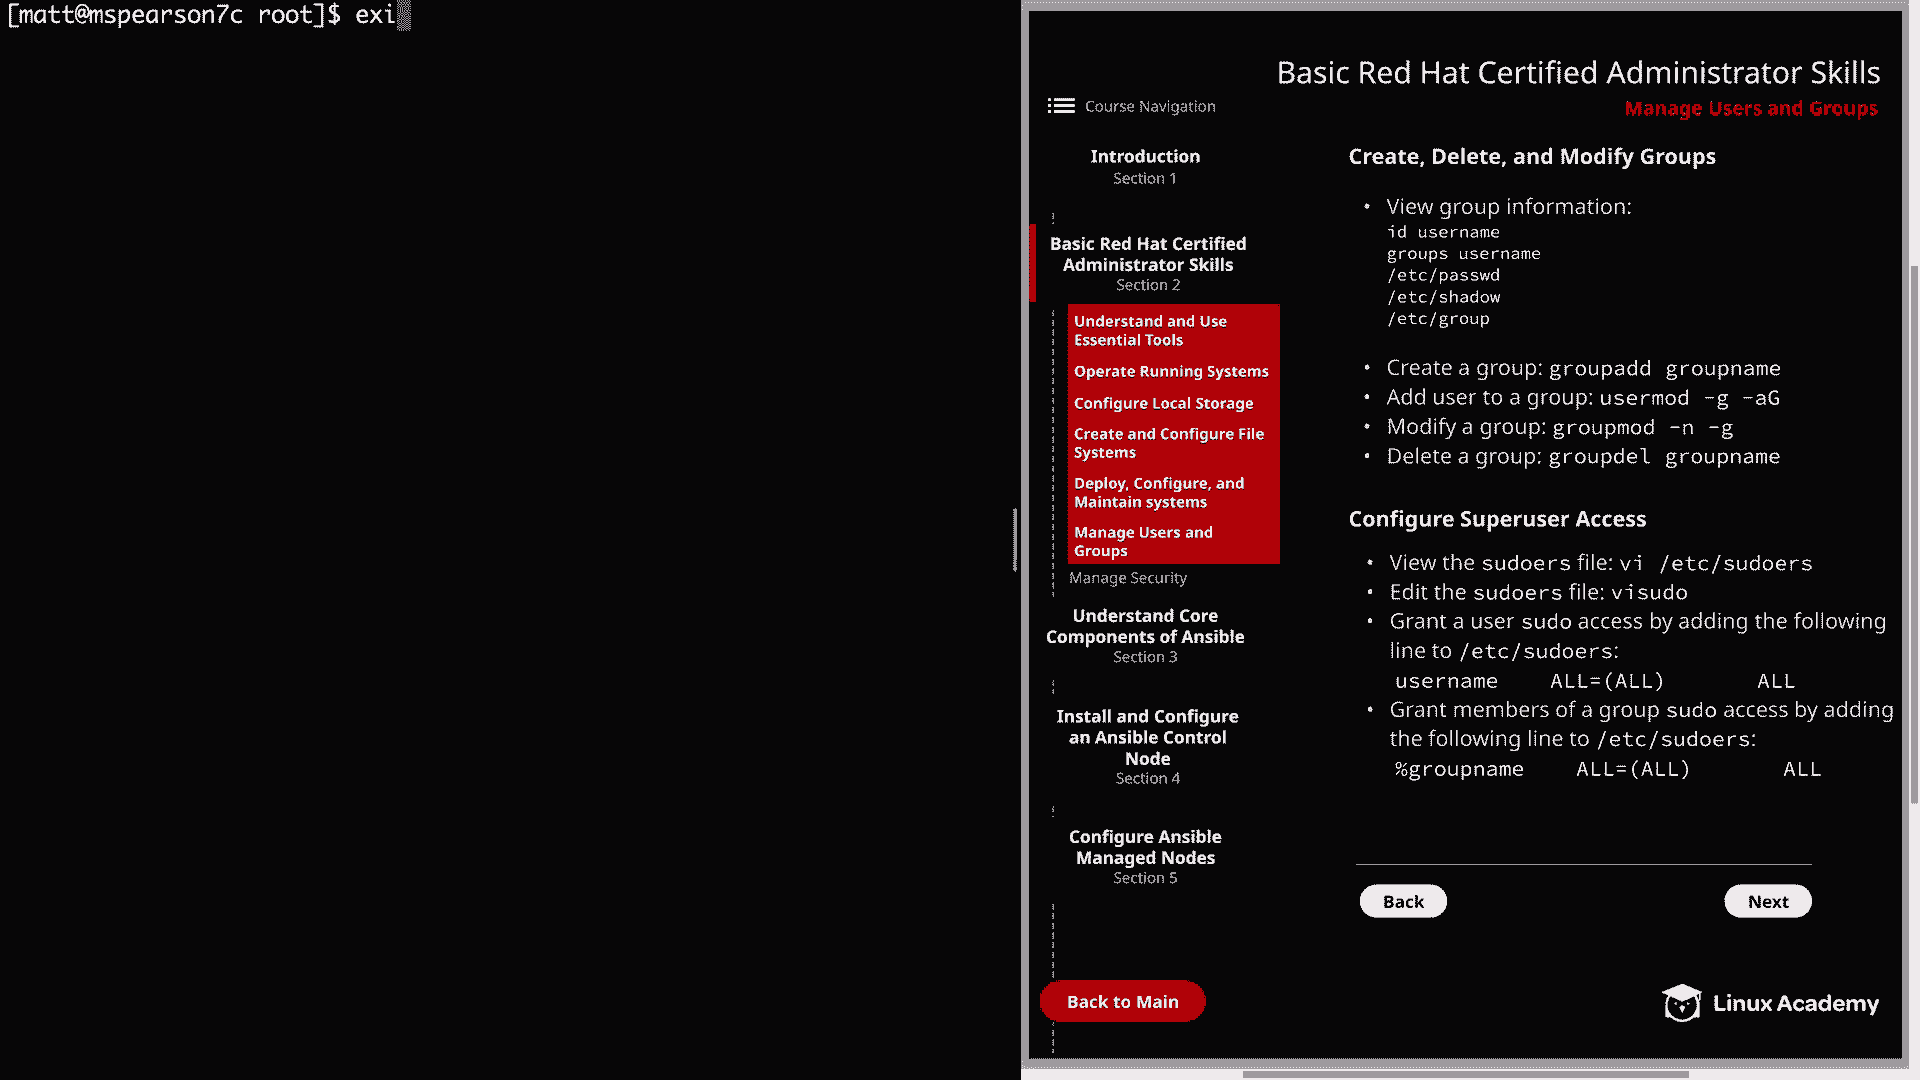 [matt@mspearson7c root]$ exi
Basic Red Hat Certified Administrator Skills
Manage Users and Groups
Course Navigation
Introduction
Section 1
Basic Red Hat Certified
Administrator Skills
Section 2
Understand and Use
Essential Tools
Operate Running Systems
Configure Local Storage
Create and Configure File
Systems
Deploy, Configure, and
Maintain systems
Manage Users and
Groups
Manage Security
Understand Core
Components of Ansible
Section 3
Install and Configure
an Ansible Control
Node
Section 4
Configure Ansible
Managed Nodes
Section 5
Back to Main
Create, Delete, and Modify Groups
• View group information:
id username
groups username
/etc/passwd
/etc/shadow
/etc/group
• Create a group: groupadd groupname
• Add user to a group: usermod -g -aG
• Modify a group: groupmod -n -g
• Delete a group: groupdel groupname
Configure Superuser Access
• View the sudoers file: vi /etc/sudoers
• Edit the sudoers file: visudo
• Grant a user sudo access by adding the following
line to /etc/sudoers:
username ALL=(ALL) ALL
• Grant members of a group sudo access by adding
the following line to /etc/sudoers:
%groupname ALL=(ALL) ALL
Back
Next
Linux Academy